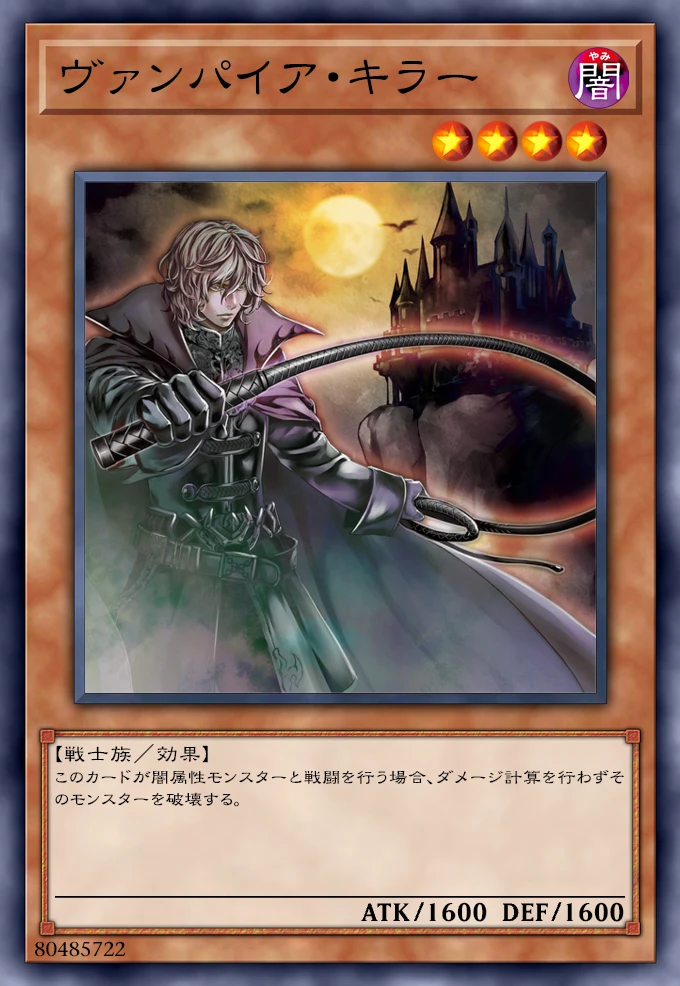 ヴァンパイア・キラー
やみ
闇
【戦士族／効果】
このカードが闇属性モンスターと戦闘を行う場合、ダメージ計算を行わずそ
のモンスターを破壊する。
ATK/1600 DEF/1600
80485722